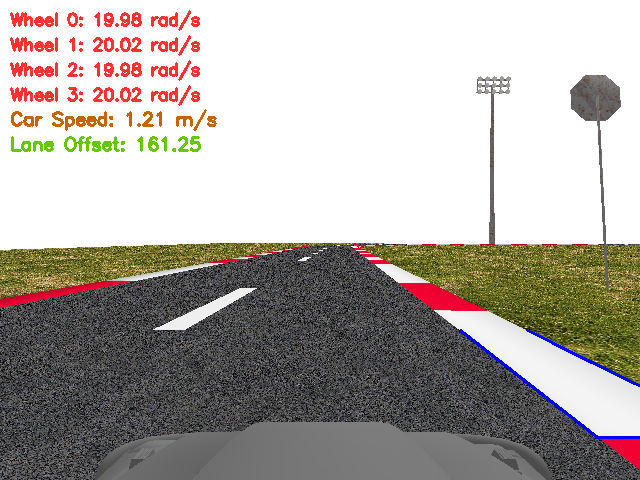 Wheel 0: 19.98 rad/s
Wheel 1: 20.02 rad/s
Wheel 2: 19.98 rad/s
Wheel 3: 20.02 rad/s
Car Speed: 1.21 m/s
Lane Offset: 161.25